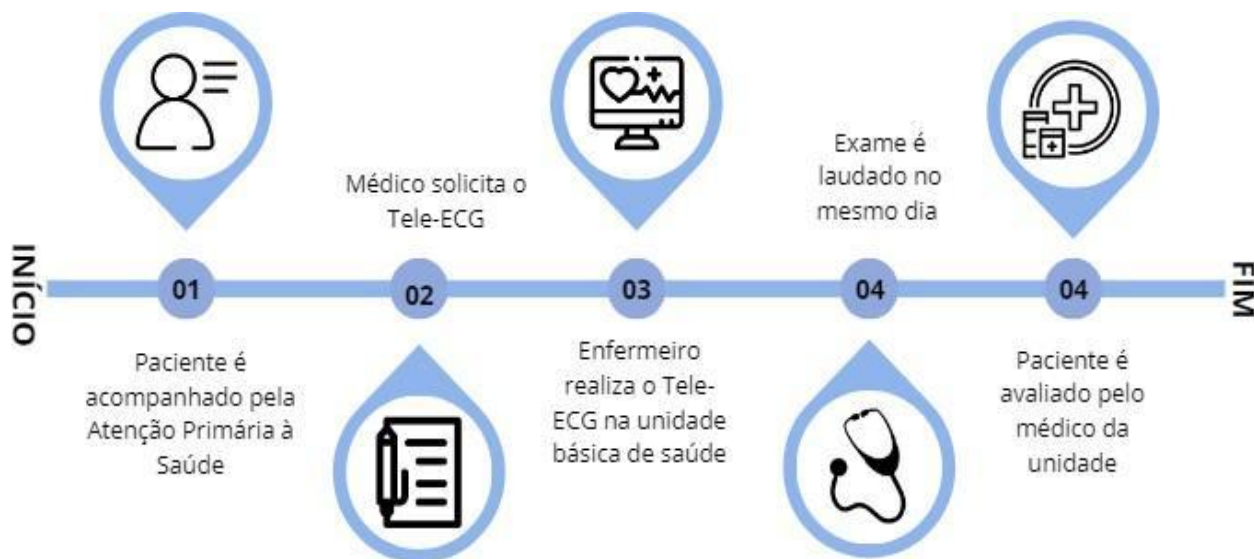 INÍCIO
01
Paciente é
acompanhado pela
Atenção Primária à
Saúde
Médico solicita o
Tele-ECG
02
03
Enfermeiro
realiza o Tele-
ECG na unidade
básica de saúde
Exame é
laudado no
mesmo dia
04
04
Paciente é
avaliado pelo
médico da
unidade
FIM